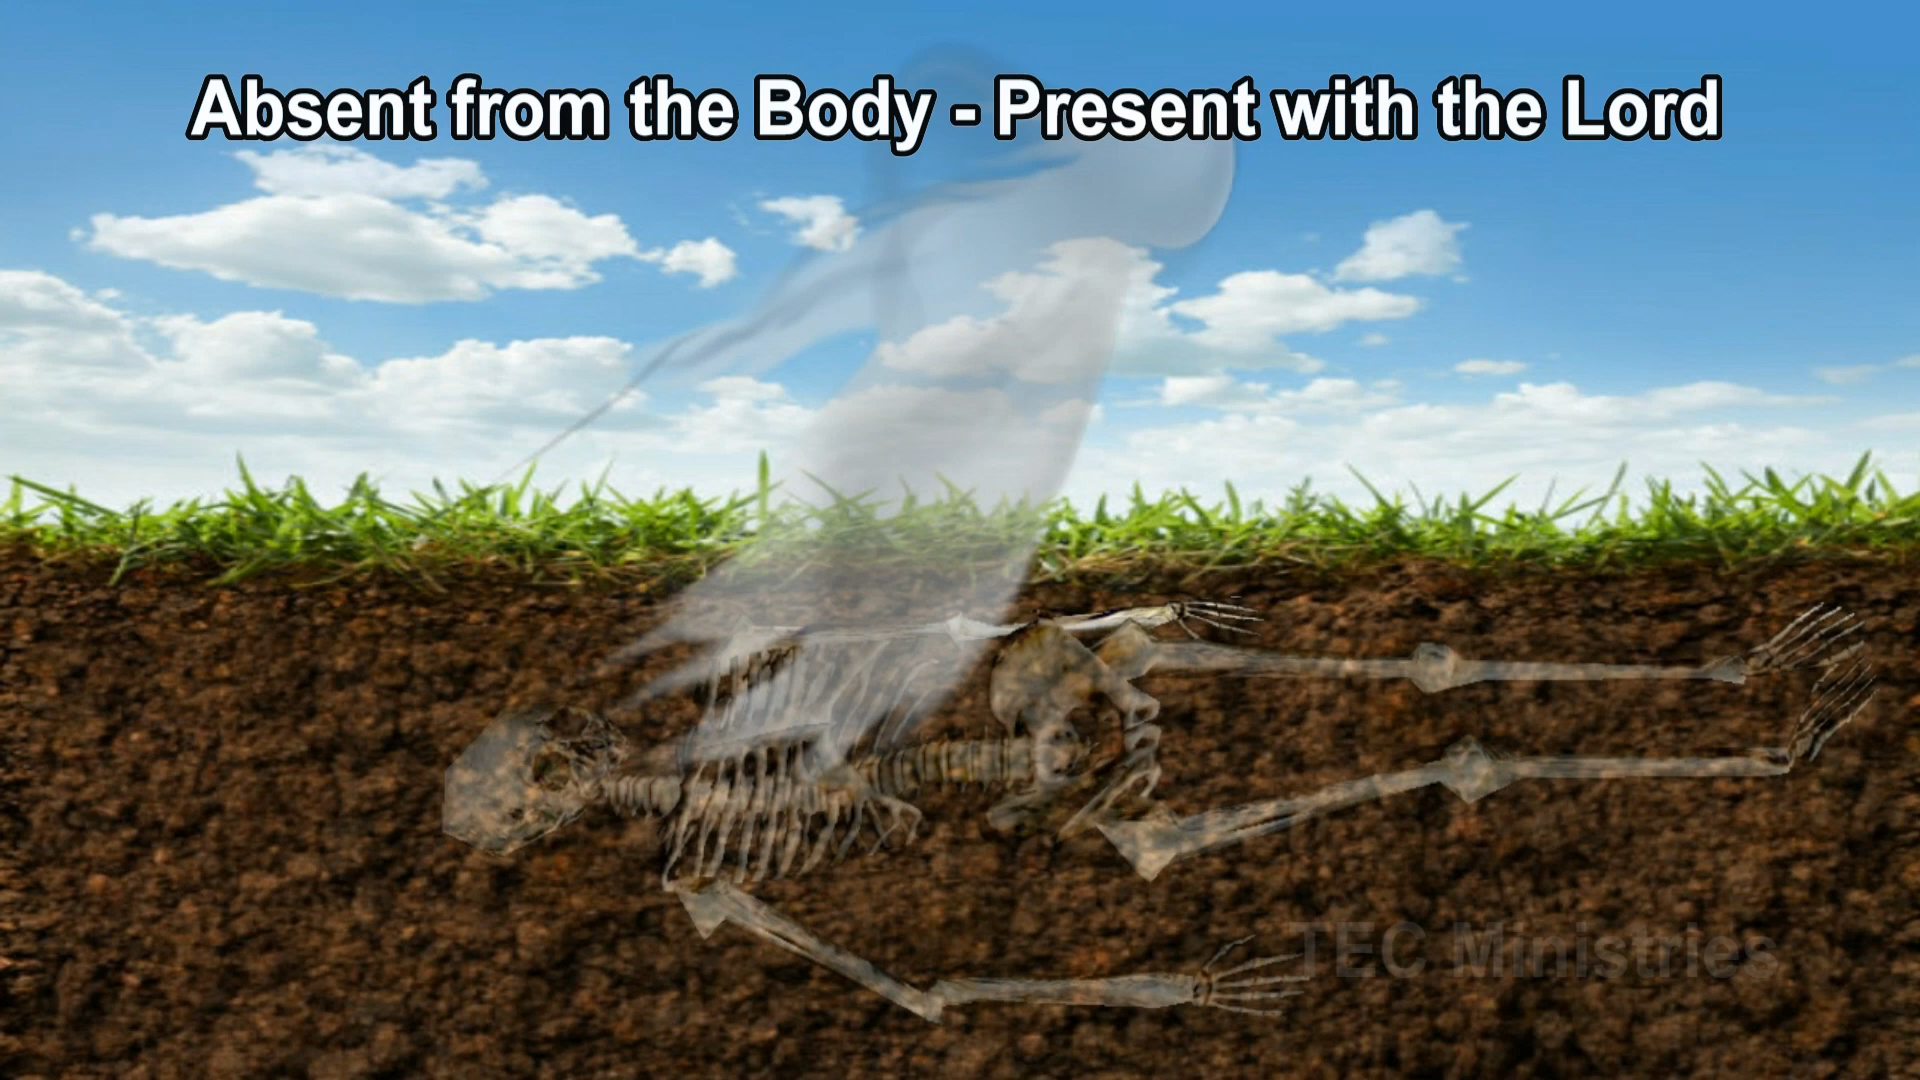 Absent from the Body - Present with the Lord
TEC Ministries